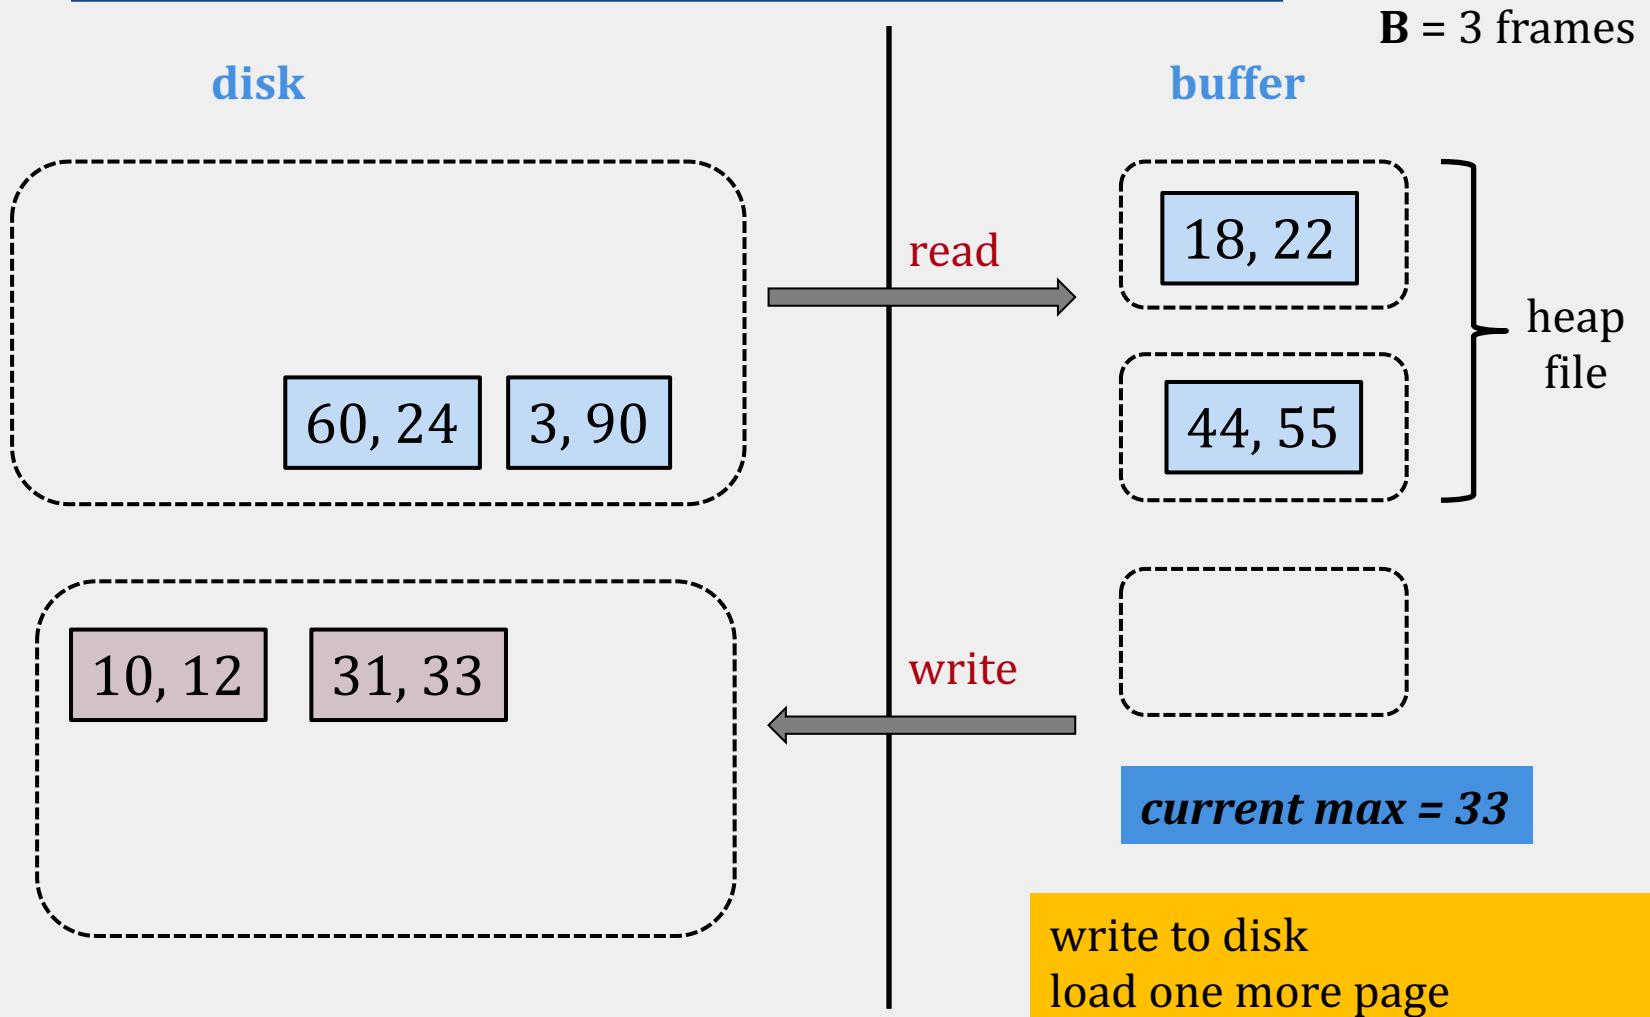 B = 3 frames
disk
buffer
read
18, 22
heap
file
60, 24
3, 90
44, 55
10, 12
31, 33
write
current max = 33
write to disk
load one more page